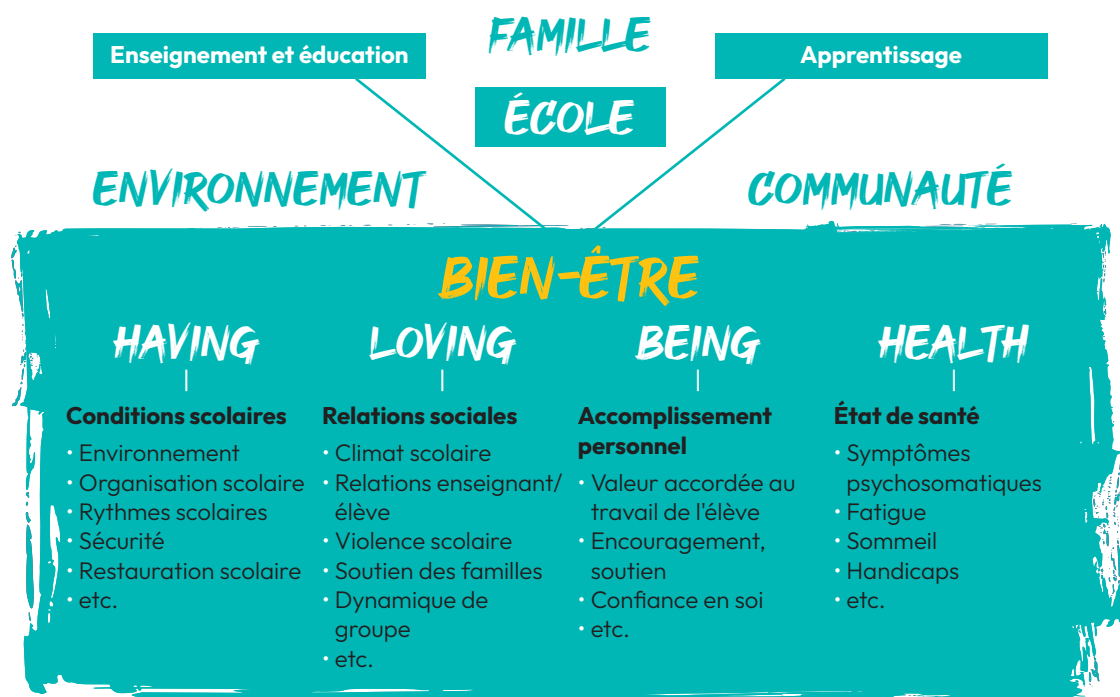 FAMILLE
Enseignement et éducation
Apprentissage
ÉCOLE
ENVIRONNEMENT
COMMUNAUTÉ
BIEN-ÊTRE
HAVING
Conditions scolaires
· Environnement
· Organisation scolaire
· Rythmes scolaires
· Sécurité
· Restauration scolaire
· etc.
LOVING
Relations sociales
· Climat scolaire
· Relations enseignant/
élève
· Violence scolaire
· Soutien des familles
· Dynamique de
groupe
· etc.
BEING
Accomplissement
personnel
· Valeur accordée au
travail de l'élève
· Encouragement,
soutien
· Confiance en soi
· etc.
HEALTH
État de santé
· Symptômes
psychosomatiques
· Fatigue
· Sommeil
· Handicaps
· etc.